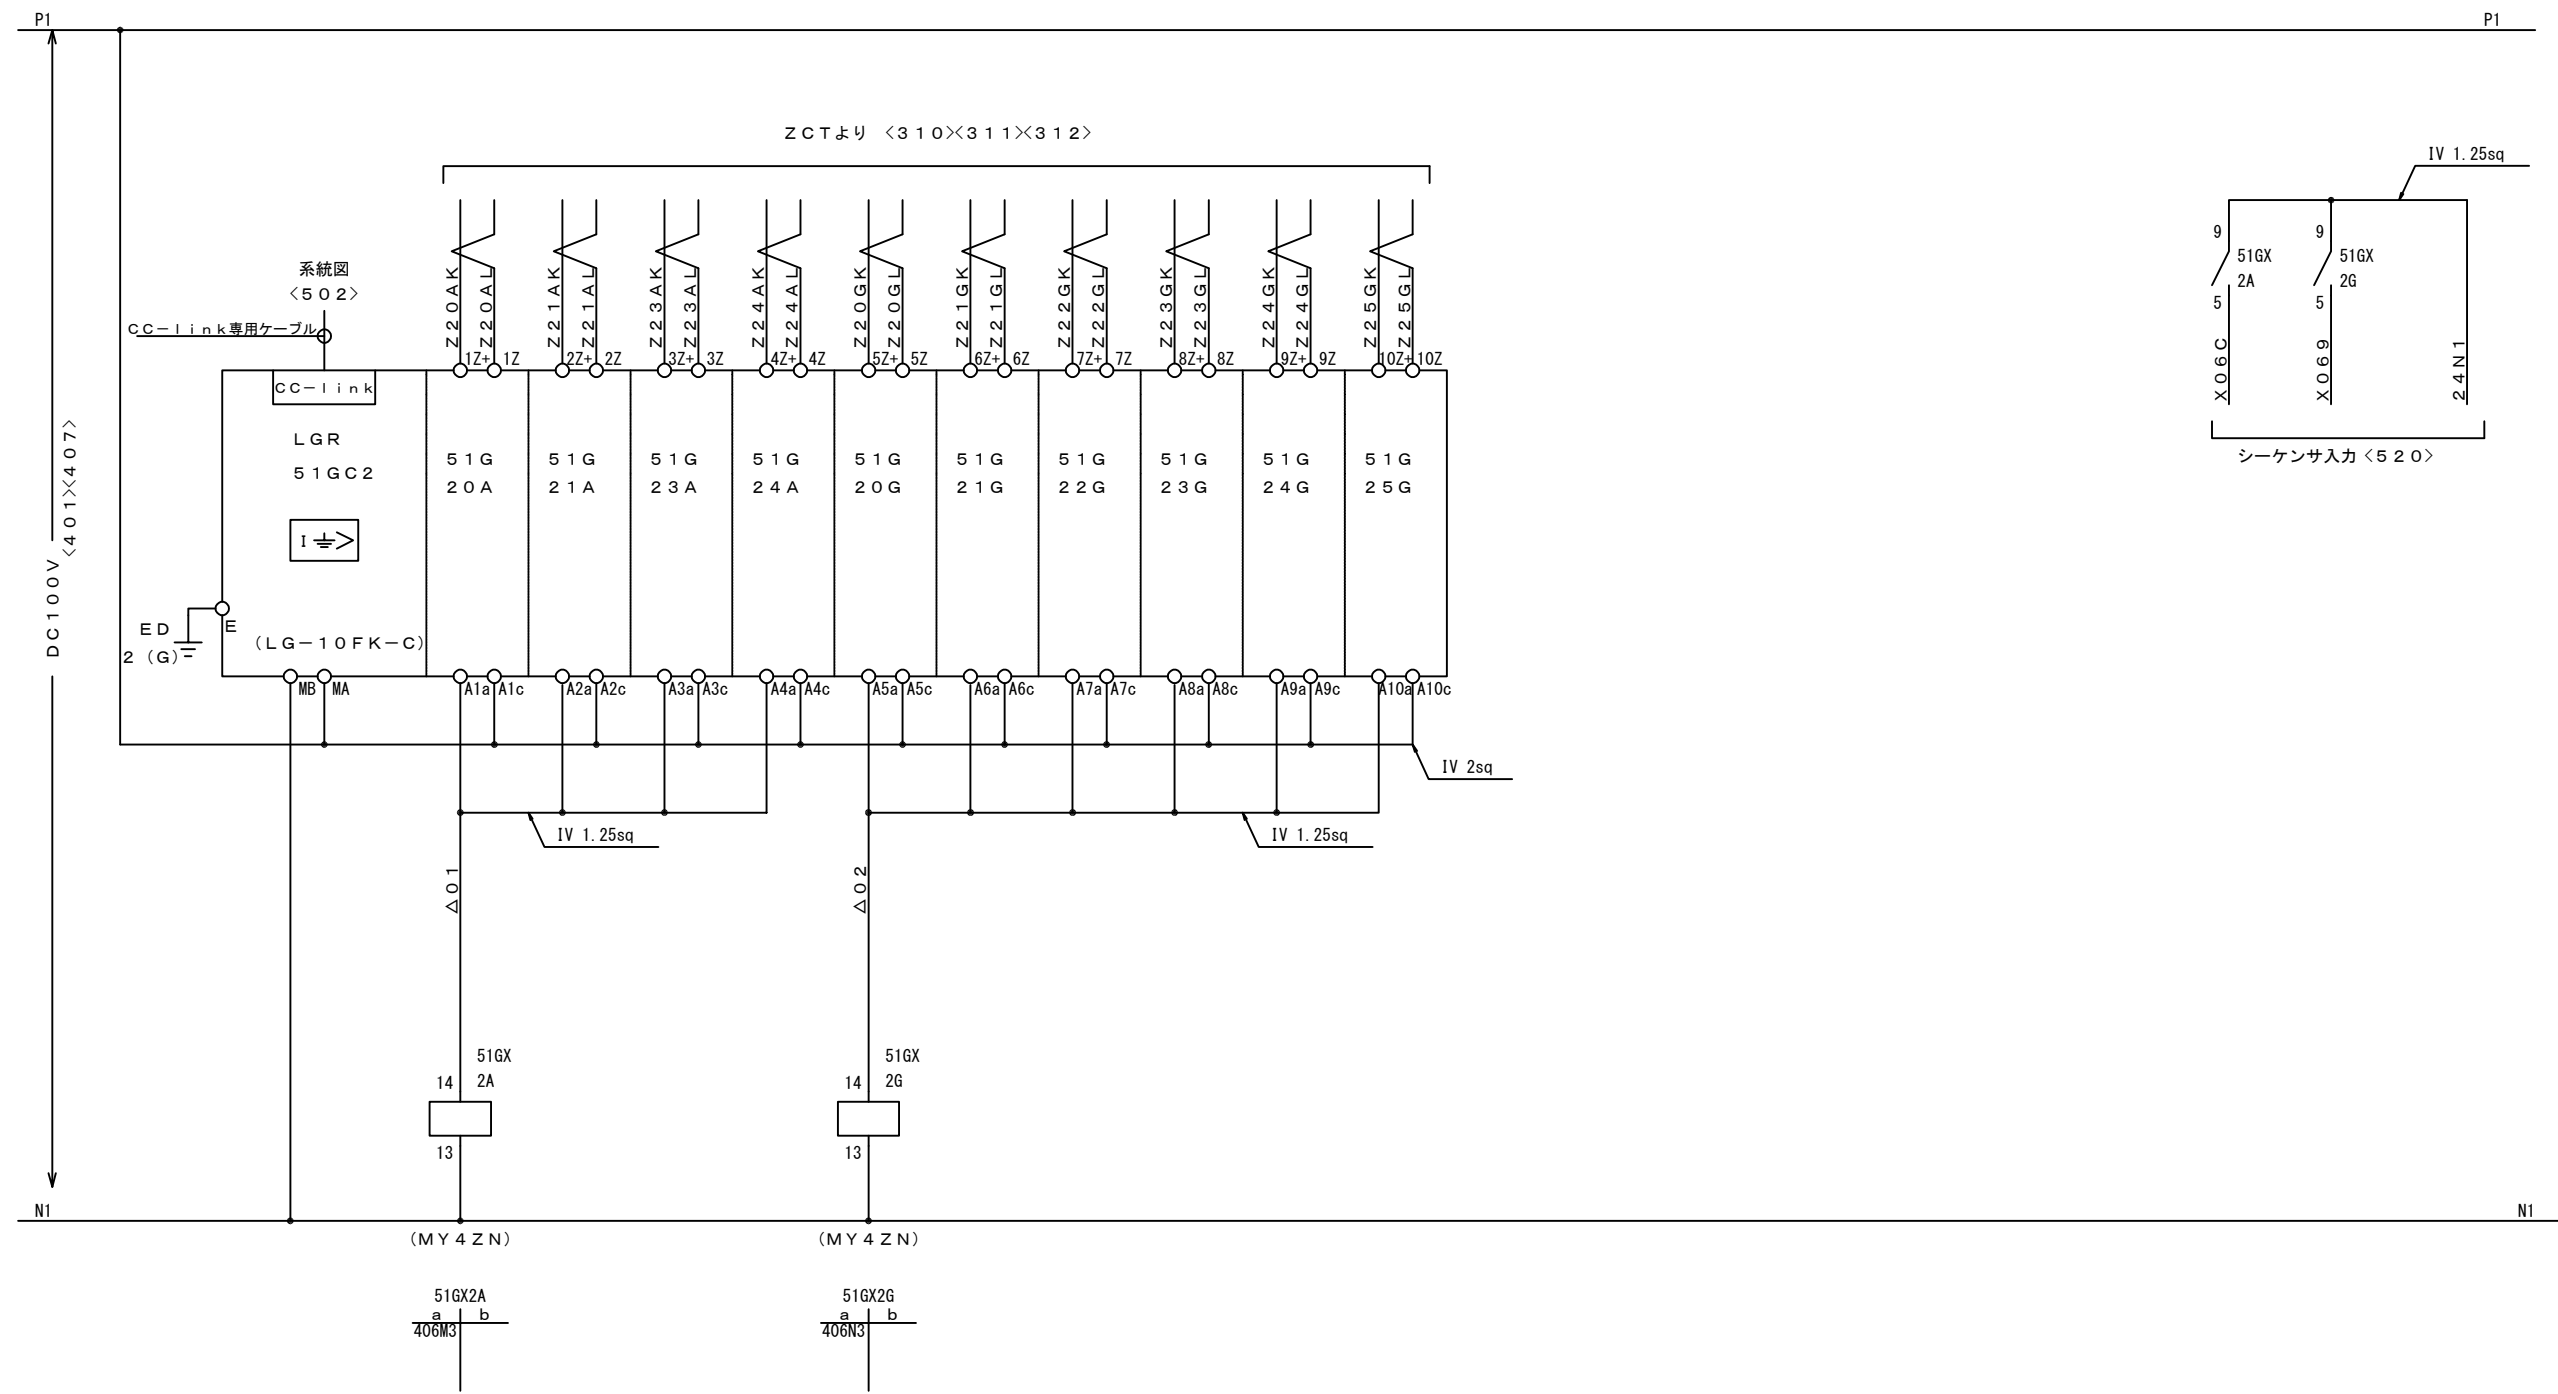 P1
P1
ZCTより <310><311><312>
IV 1.25sq
系統図
<502>
CC-link専用ケーブル
Z20AK
Z20AL
Z21AK
Z21AL
Z23AK
Z23AL
Z24AK
Z24AL
Z20GK
Z20GL
Z21GK
Z21GL
Z22GK
Z22GL
Z23GK
Z23GL
Z24GK
Z24GL
Z25GK
Z25GL
1Z+ 1Z
2Z+ 2Z
3Z+ 3Z
4Z+ 4Z
5Z+ 5Z
6Z+ 6Z
7Z+ 7Z
8Z+ 8Z
9Z+ 9Z
10Z+ 10Z
9
51GX
2A
5
X06C
9
51GX
2G
5
X069
24N1
シーケンサ入力<520>
CC-link
LGR
51GC2
I
(LG-10FK-C)
51G
20A
51G
21A
51G
23A
51G
24A
51G
20G
51G
21G
51G
22G
51G
23G
51G
24G
51G
25G
DC100V
<401><407>
E
ED
2 (G)
MB MA
A1a A1c
A2a A2c
A3a A3c
A4a A4c
A5a A5c
A6a A6c
A7a A7c
A8a A8c
A9a A9c
A10a A10c
IV 2sq
IV 1.25sq
IV 1.25sq
△01
△02
51GX
2A
14
13
51GX
2G
14
13
N1
N1
(MY4ZN)
(MY4ZN)
51GX2A
a b
406M3
51GX2G
a b
406N3